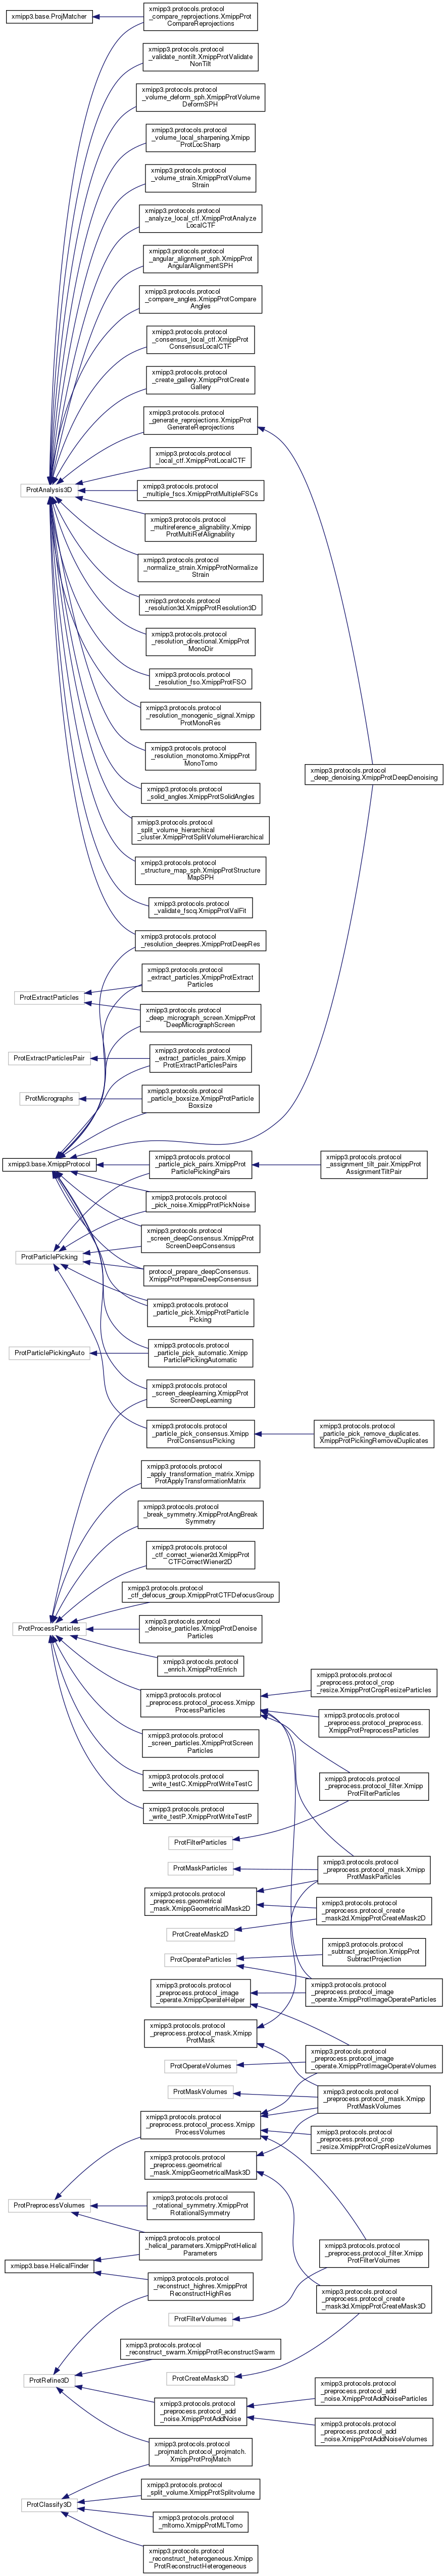 xmipp3.base.ProjMatcher
xmipp3.protocols.protocol
_compare_reprojections.XmippProt
CompareReprojections
xmipp3.protocols.protocol
_validate_nontilt.XmippProtValidate
NonTilt
xmipp3.protocols.protocol
_volume_deform_sph.XmippProtVolume
DeformSPH
xmipp3.protocols.protocol
_volume_local_sharpening.Xmipp
ProtLocSharp
xmipp3.protocols.protocol
_volume_strain.XmippProtVolume
Strain
xmipp3.protocols.protocol
_analyze_local_ctf.XmippProtAnalyze
LocalCTF
xmipp3.protocols.protocol
_angular_alignment_sph.XmippProt
AngularAlignmentSPH
xmipp3.protocols.protocol
_compare_angles.XmippProtCompare
Angles
xmipp3.protocols.protocol
_consensus_local_ctf.XmippProt
ConsensusLocalCTF
xmipp3.protocols.protocol
_create_gallery.XmippProtCreate
Gallery
xmipp3.protocols.protocol
_generate_reprojections.XmippProt
GenerateReprojections
xmipp3.protocols.protocol
_local_ctf.XmippProtLocalCTF
ProtAnalysis3D
xmipp3.protocols.protocol
_multiple_fscs.XmippProtMultipleFSCs
xmipp3.protocols.protocol
_multireference_alignability.Xmipp
ProtMultiRefAlignability
xmipp3.protocols.protocol
_normalize_strain.XmippProtNormalize
Strain
xmipp3.protocols.protocol
_resolution3d.XmippProtResolution3D
xmipp3.protocols.protocol
_resolution_directional.XmippProt
MonoDir
xmipp3.protocols.protocol
_resolution_fso.XmippProtFSO
xmipp3.protocols.protocol
_resolution_monogenic_signal.Xmipp
ProtMonoRes
xmipp3.protocols.protocol
_resolution_monotomo.XmippProt
MonoTomo
xmipp3.protocols.protocol
_deep_denoising.XmippProtDeepDenoising
xmipp3.protocols.protocol
_solid_angles.XmippProtSolidAngles
xmipp3.protocols.protocol
_split_volume_hierarchical
_cluster.XmippProtSplitVolumeHierarchical
xmipp3.protocols.protocol
_structure_map_sph.XmippProtStructure
MapSPH
xmipp3.protocols.protocol
_validate_fscq.XmippProtValFit
xmipp3.protocols.protocol
_resolution_deepres.XmippProtDeepRes
xmipp3.protocols.protocol
_extract_particles.XmippProtExtract
Particles
ProtExtractParticles
xmipp3.protocols.protocol
_deep_micrograph_screen.XmippProt
DeepMicrographScreen
ProtExtractParticlesPair
xmipp3.protocols.protocol
_extract_particles_pairs.Xmipp
ProtExtractParticlesPairs
ProtMicrographs
xmipp3.protocols.protocol
_particle_boxsize.XmippProtParticle
Boxsize
xmipp3.base.XmippProtocol
xmipp3.protocols.protocol
_particle_pick_pairs.XmippProt
ParticlePickingPairs
xmipp3.protocols.protocol
_assignment_tilt_pair.XmippProt
AssignmentTiltPair
xmipp3.protocols.protocol
_pick_noise.XmippProtPickNoise
xmipp3.protocols.protocol
_screen_deepConsensus.XmippProt
ScreenDeepConsensus
ProtParticlePicking
protocol_prepare_deepConsensus.
XmippProtPrepareDeepConsensus
xmipp3.protocols.protocol
_particle_pick.XmippProtParticle
Picking
ProtParticlePickingAuto
xmipp3.protocols.protocol
_particle_pick_automatic.Xmipp
ParticlePickingAutomatic
xmipp3.protocols.protocol
_screen_deeplearning.XmippProt
ScreenDeepLearning
xmipp3.protocols.protocol
_particle_pick_consensus.Xmipp
ProtConsensusPicking
xmipp3.protocols.protocol
_particle_pick_remove_duplicates.
XmippProtPickingRemoveDuplicates
xmipp3.protocols.protocol
_apply_transformation_matrix.Xmipp
ProtApplyTransformationMatrix
xmipp3.protocols.protocol
_break_symmetry.XmippProtAngBreak
Symmetry
xmipp3.protocols.protocol
_ctf_correct_wiener2d.XmippProt
CTFCorrectWiener2D
xmipp3.protocols.protocol
_ctf_defocus_group.XmippProtCTFDefocusGroup
ProtProcessParticles
xmipp3.protocols.protocol
_denoise_particles.XmippProtDenoise
Particles
xmipp3.protocols.protocol
_enrich.XmippProtEnrich
xmipp3.protocols.protocol
_preprocess.protocol_process.Xmipp
ProcessParticles
xmipp3.protocols.protocol
_preprocess.protocol_crop
_resize.XmippProtCropResizeParticles
xmipp3.protocols.protocol
_preprocess.protocol_preprocess.
XmippProtPreprocessParticles
xmipp3.protocols.protocol
_screen_particles.XmippProtScreen
Particles
xmipp3.protocols.protocol
_write_testC.XmippProtWriteTestC
xmipp3.protocols.protocol
_preprocess.protocol_filter.Xmipp
ProtFilterParticles
xmipp3.protocols.protocol
_write_testP.XmippProtWriteTestP
ProtFilterParticles
ProtMaskParticles
xmipp3.protocols.protocol
_preprocess.protocol_mask.Xmipp
ProtMaskParticles
xmipp3.protocols.protocol
_preprocess.geometrical
_mask.XmippGeometricalMask2D
xmipp3.protocols.protocol
_preprocess.protocol_create
_mask2d.XmippProtCreateMask2D
ProtCreateMask2D
xmipp3.protocols.protocol
_subtract_projection.XmippProt
SubtractProjection
ProtOperateParticles
xmipp3.protocols.protocol
_preprocess.protocol_image
_operate.XmippOperateHelper
xmipp3.protocols.protocol
_preprocess.protocol_image
_operate.XmippProtImageOperateParticles
xmipp3.protocols.protocol
_preprocess.protocol_mask.Xmipp
ProtMask
ProtOperateVolumes
xmipp3.protocols.protocol
_preprocess.protocol_image
_operate.XmippProtImageOperateVolumes
ProtMaskVolumes
xmipp3.protocols.protocol
_preprocess.protocol_mask.Xmipp
ProtMaskVolumes
xmipp3.protocols.protocol
_preprocess.protocol_process.Xmipp
ProcessVolumes
xmipp3.protocols.protocol
_preprocess.protocol_crop
_resize.XmippProtCropResizeVolumes
xmipp3.protocols.protocol
_preprocess.geometrical
_mask.XmippGeometricalMask3D
ProtPreprocessVolumes
xmipp3.protocols.protocol
_rotational_symmetry.XmippProt
RotationalSymmetry
xmipp3.protocols.protocol
_helical_parameters.XmippProtHelical
Parameters
xmipp3.protocols.protocol
_preprocess.protocol_filter.Xmipp
ProtFilterVolumes
xmipp3.base.HelicalFinder
xmipp3.protocols.protocol
_reconstruct_highres.XmippProt
ReconstructHighRes
xmipp3.protocols.protocol
_preprocess.protocol_create
_mask3d.XmippProtCreateMask3D
ProtFilterVolumes
xmipp3.protocols.protocol
_reconstruct_swarm.XmippProtReconstructSwarm
ProtRefine3D
ProtCreateMask3D
xmipp3.protocols.protocol
_preprocess.protocol_add
_noise.XmippProtAddNoiseParticles
xmipp3.protocols.protocol
_preprocess.protocol_add
_noise.XmippProtAddNoise
xmipp3.protocols.protocol
_preprocess.protocol_add
_noise.XmippProtAddNoiseVolumes
xmipp3.protocols.protocol
_projmatch.protocol_projmatch.
XmippProtProjMatch
xmipp3.protocols.protocol
_split_volume.XmippProtSplitvolume
ProtClassify3D
xmipp3.protocols.protocol
_mltomo.XmippProtMLTomo
xmipp3.protocols.protocol
_reconstruct_heterogeneous.Xmipp
ProtReconstructHeterogeneous